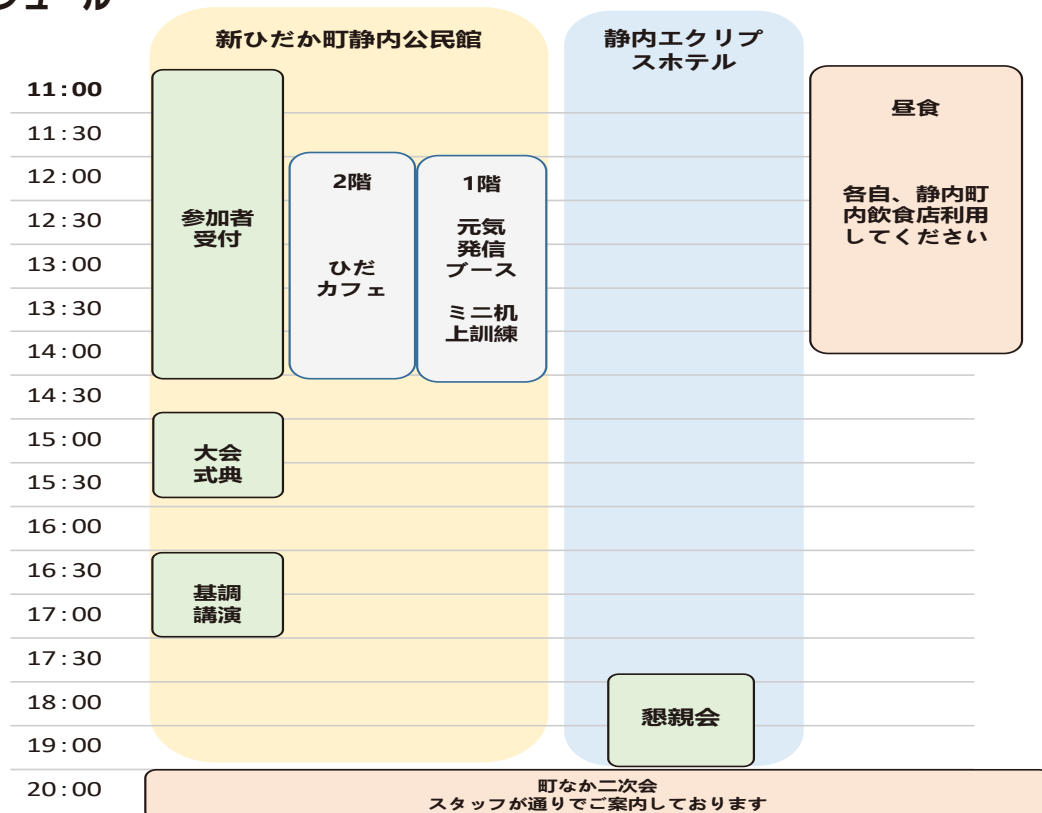 ジュール
新ひだか町静内公民館
静内エクリプ
スホテル
11:00
11:30
12:00
12:30
13:00
13:30
14:00
14:30
15:00
15:30
16:00
16:30
17:00
17:30
18:00
19:00
20:00
参加者
受付
2階
ひだ
カフェ
1階
元気
発信
ブース
ミニ机
上訓練
昼食
各自、静内町
内飲食店利用
してください
大会
式典
基調
講演
懇親会
町なか二次会
スタッフが通りでご案内しております